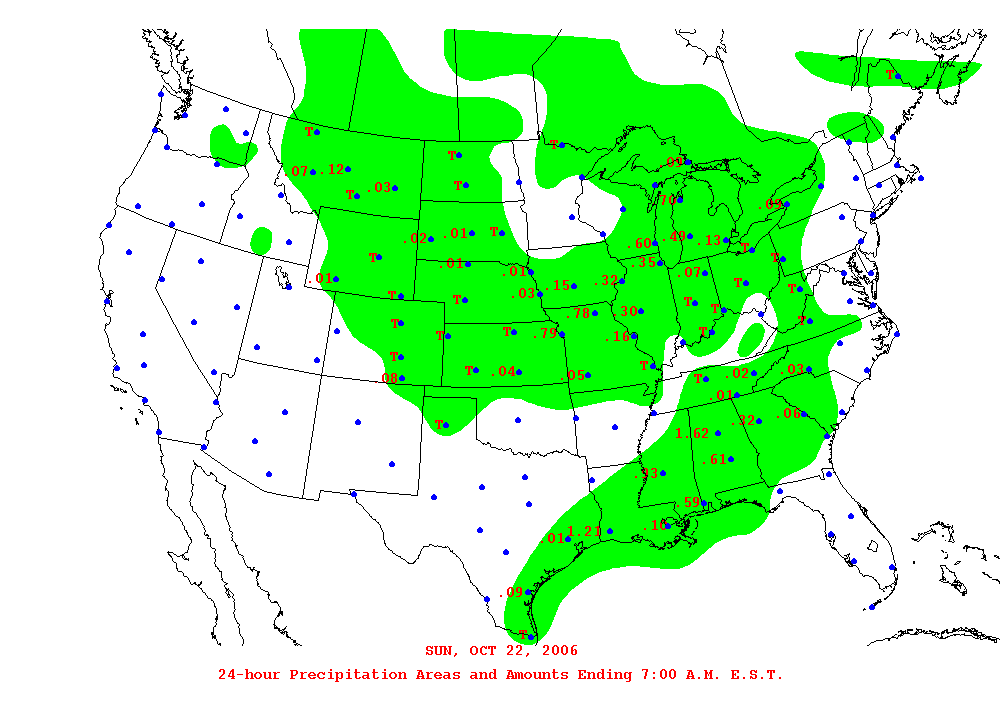 T
T
T
.09
.07 .12
T
T
.03
T
.70
.09
.02 .01 T
.60 .49 .13
T
T
T
.01
.35
.01
.01
.07
T
.15
.32
T
T
.03
T
T
T
.78
.30
T
T
T
T
T
.79
.16
T
T
T
.04
.05
.02
.03
.08
T
.01
.06
T
.32
1.62
.61
.93
.59
.01 1.21
.09
T
SUN, OCT 22, 2006
24-hour Precipitation Areas and Amounts Ending 7:00 A.M. E.S.T.